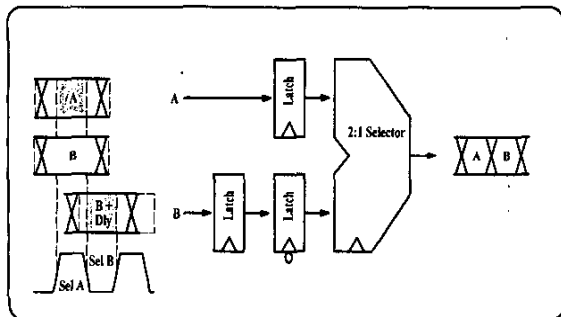 A
B
B +
Dly
Sel B
Sel A
A
B
Latch
Latch
Latch
2:1 Selector
A
B